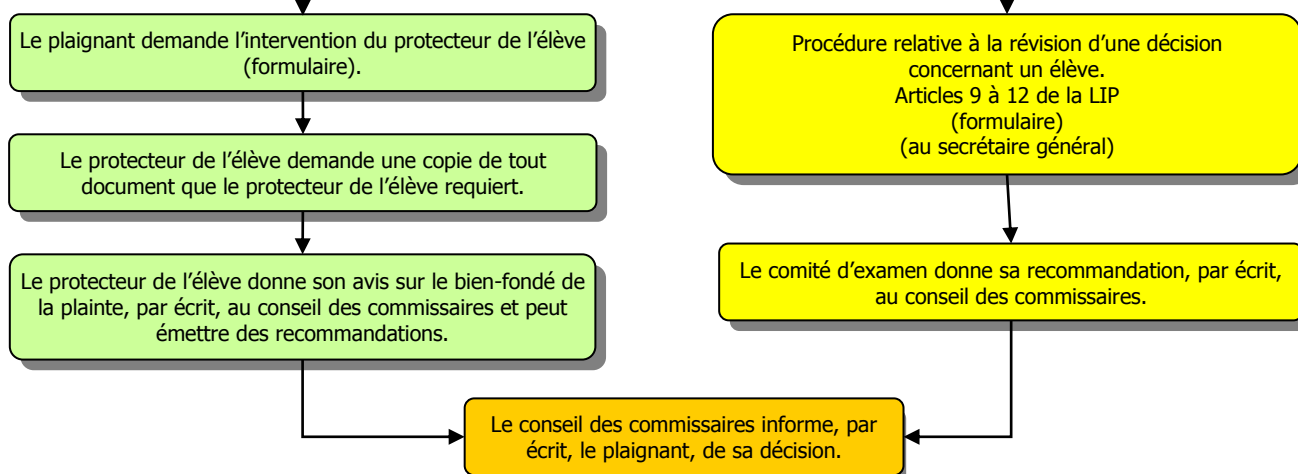 Le plaignant demande l’intervention du protecteur de l’élève
(formulaire).
Le protecteur de l’élève demande une copie de tout
document que le protecteur de l’élève requiert.
Le protecteur de l’élève donne son avis sur le bien-fondé de
la plainte, par écrit, au conseil des commissaires et peut
émettre des recommandations.
Procédure relative à la révision d’une décision
concernant un élève.
Articles 9 à 12 de la LIP
(formulaire)
(au secrétaire général)
Le comité d’examen donne sa recommandation, par écrit,
au conseil des commissaires.
Le conseil des commissaires informe, par
écrit, le plaignant, de sa décision.